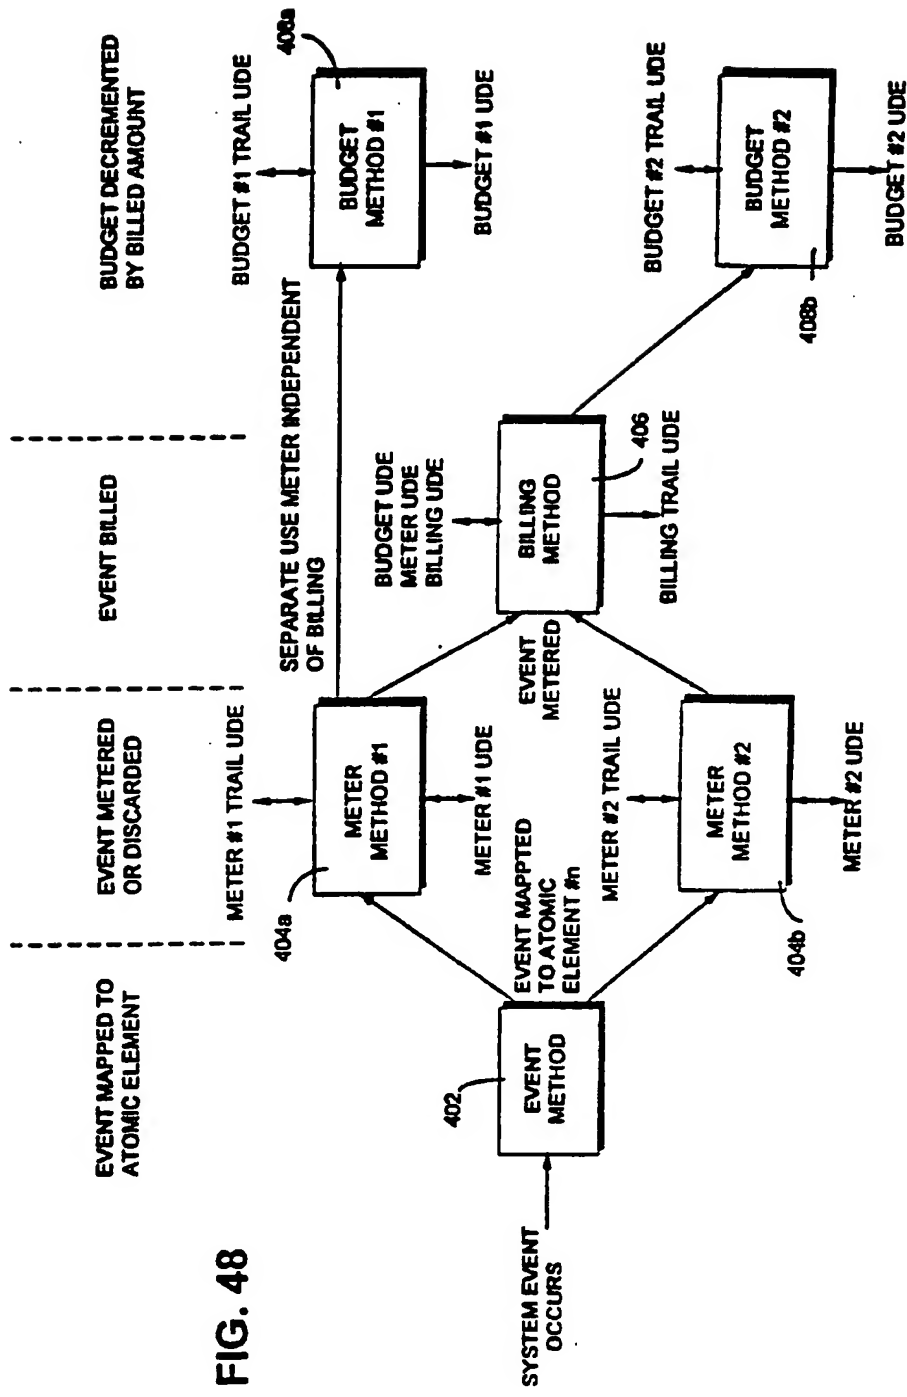 FIG. 48
EVENT MAPPED TO
ATOMIC ELEMENT
EVENT METERED
OR DISCARDED
EVENT BILLED
BUDGET DECREMENTED
BY BILLED AMOUNT
SYSTEM EVENT
OCCURS
402
EVENT
METHOD
EVENT MAPPTED
TO ATOMIC
ELEMENT #n
METER #1 TRAIL UDE
404a
METER
METHOD #1
METER #1 UDE
METER #2 TRAIL UDE
METER
METHOD #2
404b
METER #2 UDE
SEPARATE USE METER INDEPENDENT
OF BILLING
EVENT
METERED
BUDGET UDE
METER UDE
BILLING UDE
BILLING
METHOD
406
BILLING TRAIL UDE
BUDGET #1 TRAIL UDE
408a
BUDGET
METHOD #1
BUDGET #1 UDE
BUDGET #2 TRAIL UDE
BUDGET
METHOD #2
408b
BUDGET #2 UDE